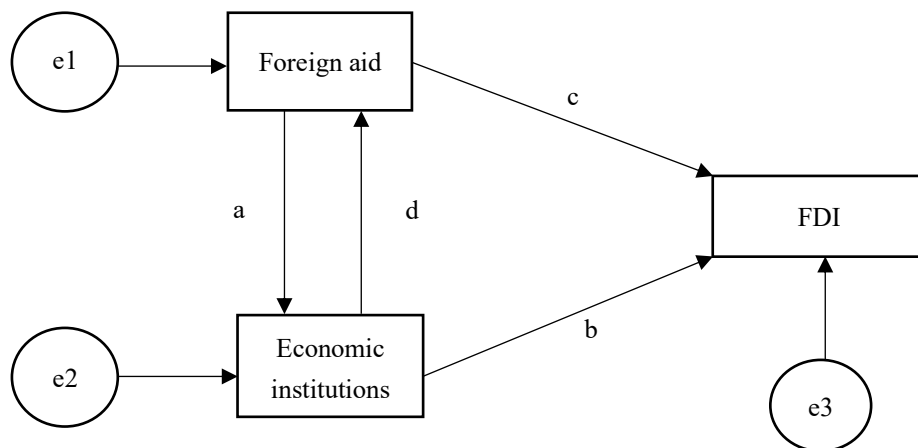 e1
Foreign aid
c
a
d
FDI
b
e2
Economic
institutions
e3